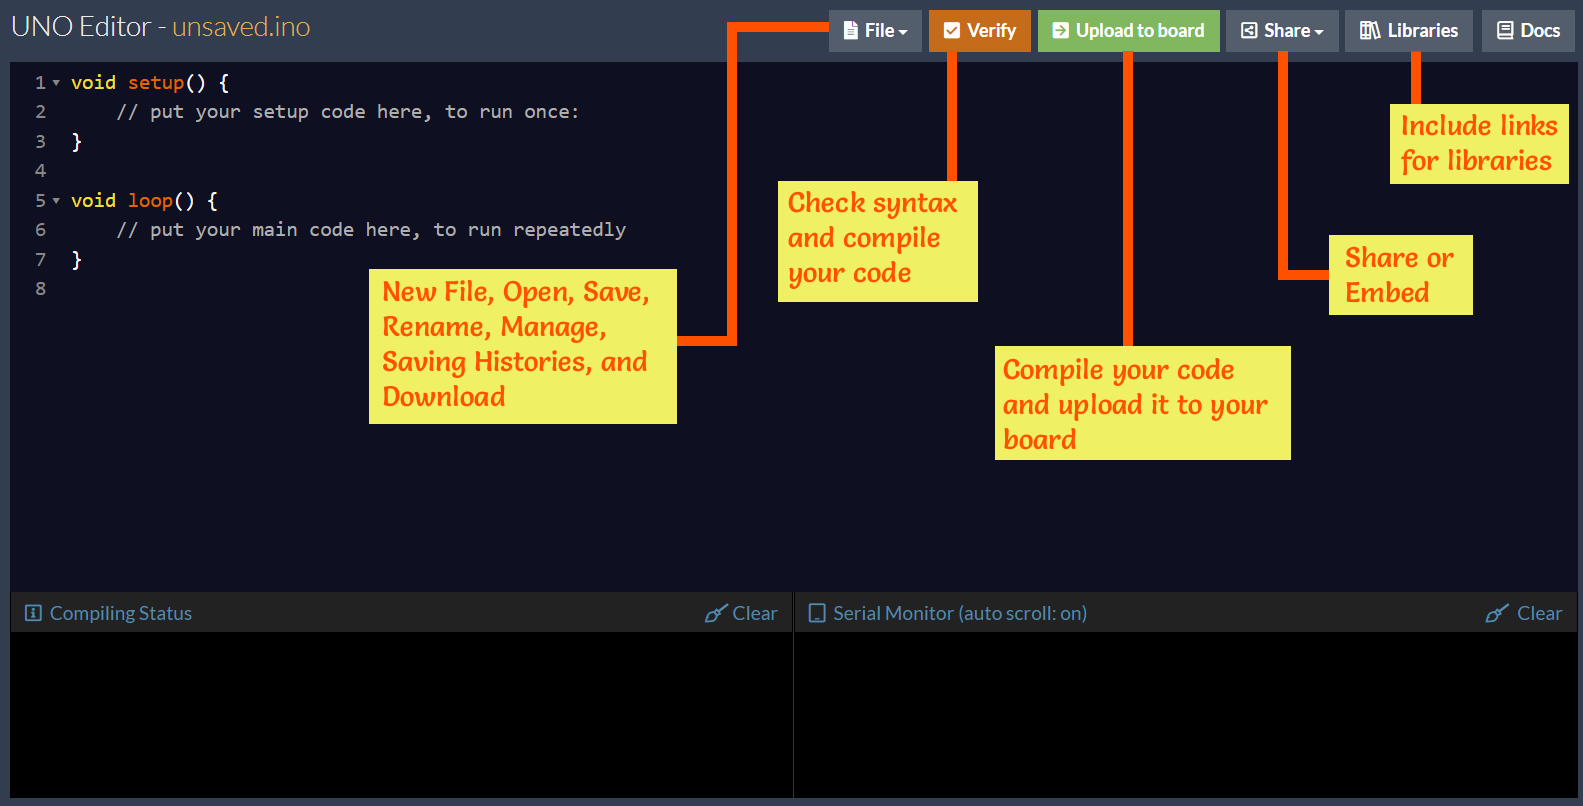 UNO Editor - unsaved.ino
File
Verify
Upload to board
Share
Libraries
Docs
1 void setup() {
2 // put your setup code here, to run once:
3 }
4
5 void loop() {
6 // put your main code here, to run repeatedly
7 }
8
Include links
for libraries
Check syntax
and compile
your code
Share or
Embed
New File, Open, Save,
Rename, Manage,
Saving Histories, and
Download
Compile your code
and upload it to your
board
Compiling Status
Clear
Serial Monitor (auto scroll: on)
Clear